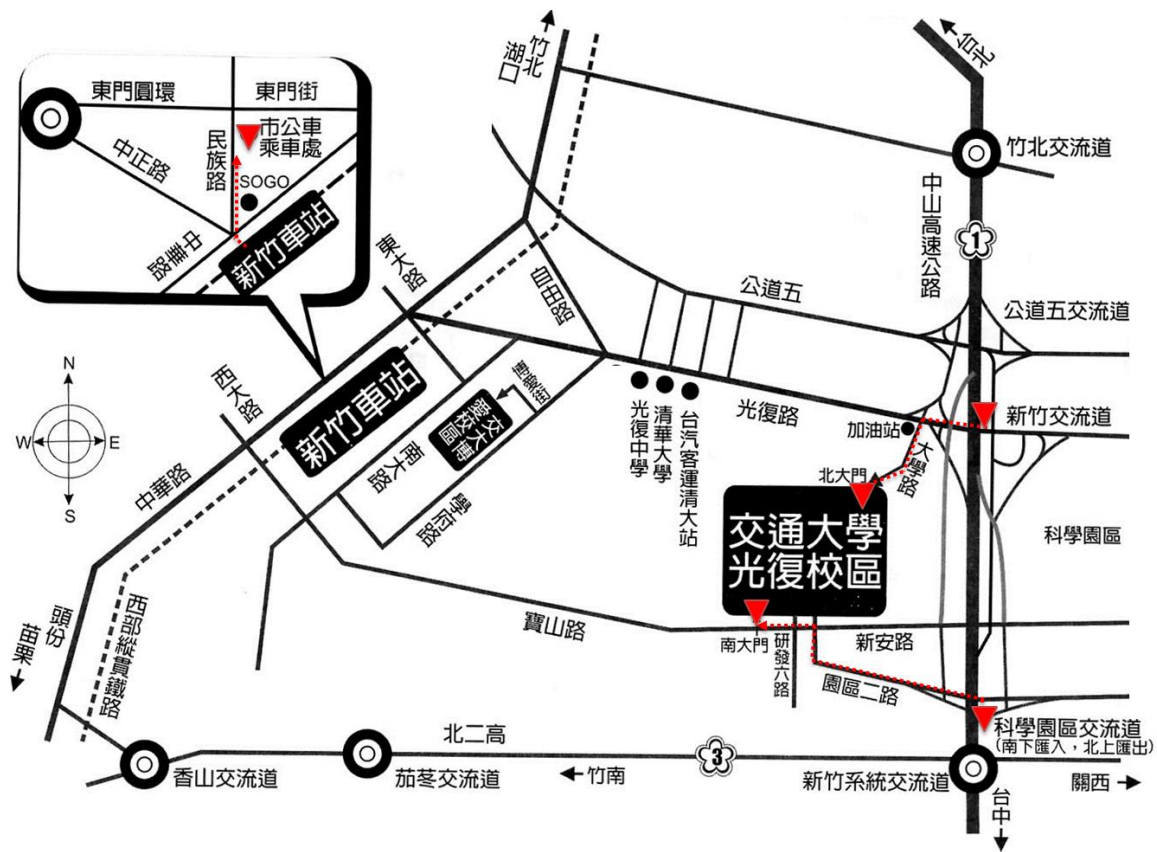 竹北
湖口
台北
東門圓環
東門街
市公車
乘車處
民族路
中正路
SOGO
中華路
新竹車站
竹北交流道
中山高速公路
1
東大路
自由路
公道五
公道五交流道
N
W
E
S
西大路
新竹車站
博愛街
交大博
愛校區
光復中學
清華大學
台汽客運清大站
光復路
加油站
新竹交流道
大學路
北大門
中華路
南大路
學府路
交通大學
光復校區
科學園區
頭份
苗栗
西部縱貫鐵路
寶山路
南大門
研發六路
新安路
園區二路
科學園區交流道
(南下匯入,北上匯出)
北二高
3
香山交流道
茄苳交流道
竹南
新竹系統交流道
關西
台中